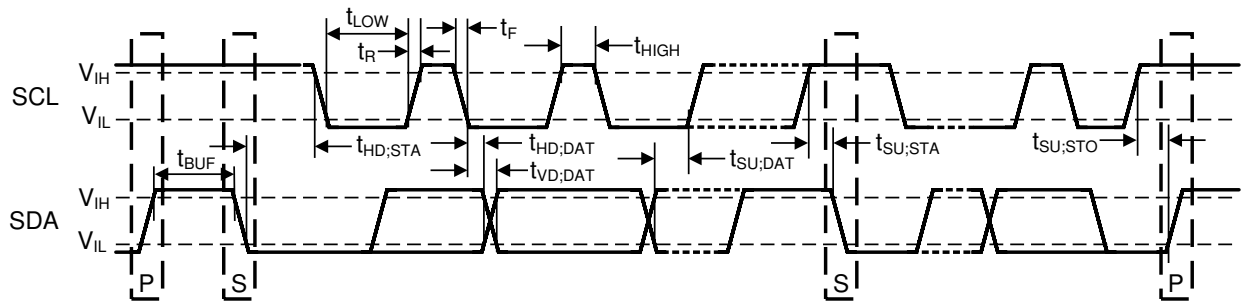 tLOW
tF
tR
tHIGH
VIH
SCL
VIL
tHD;STA
tHD;DAT
tSU;DAT
tSU;STA
tSU;STO
tBUF
tVD;DAT
VIH
SDA
VIL
P
S
S
P